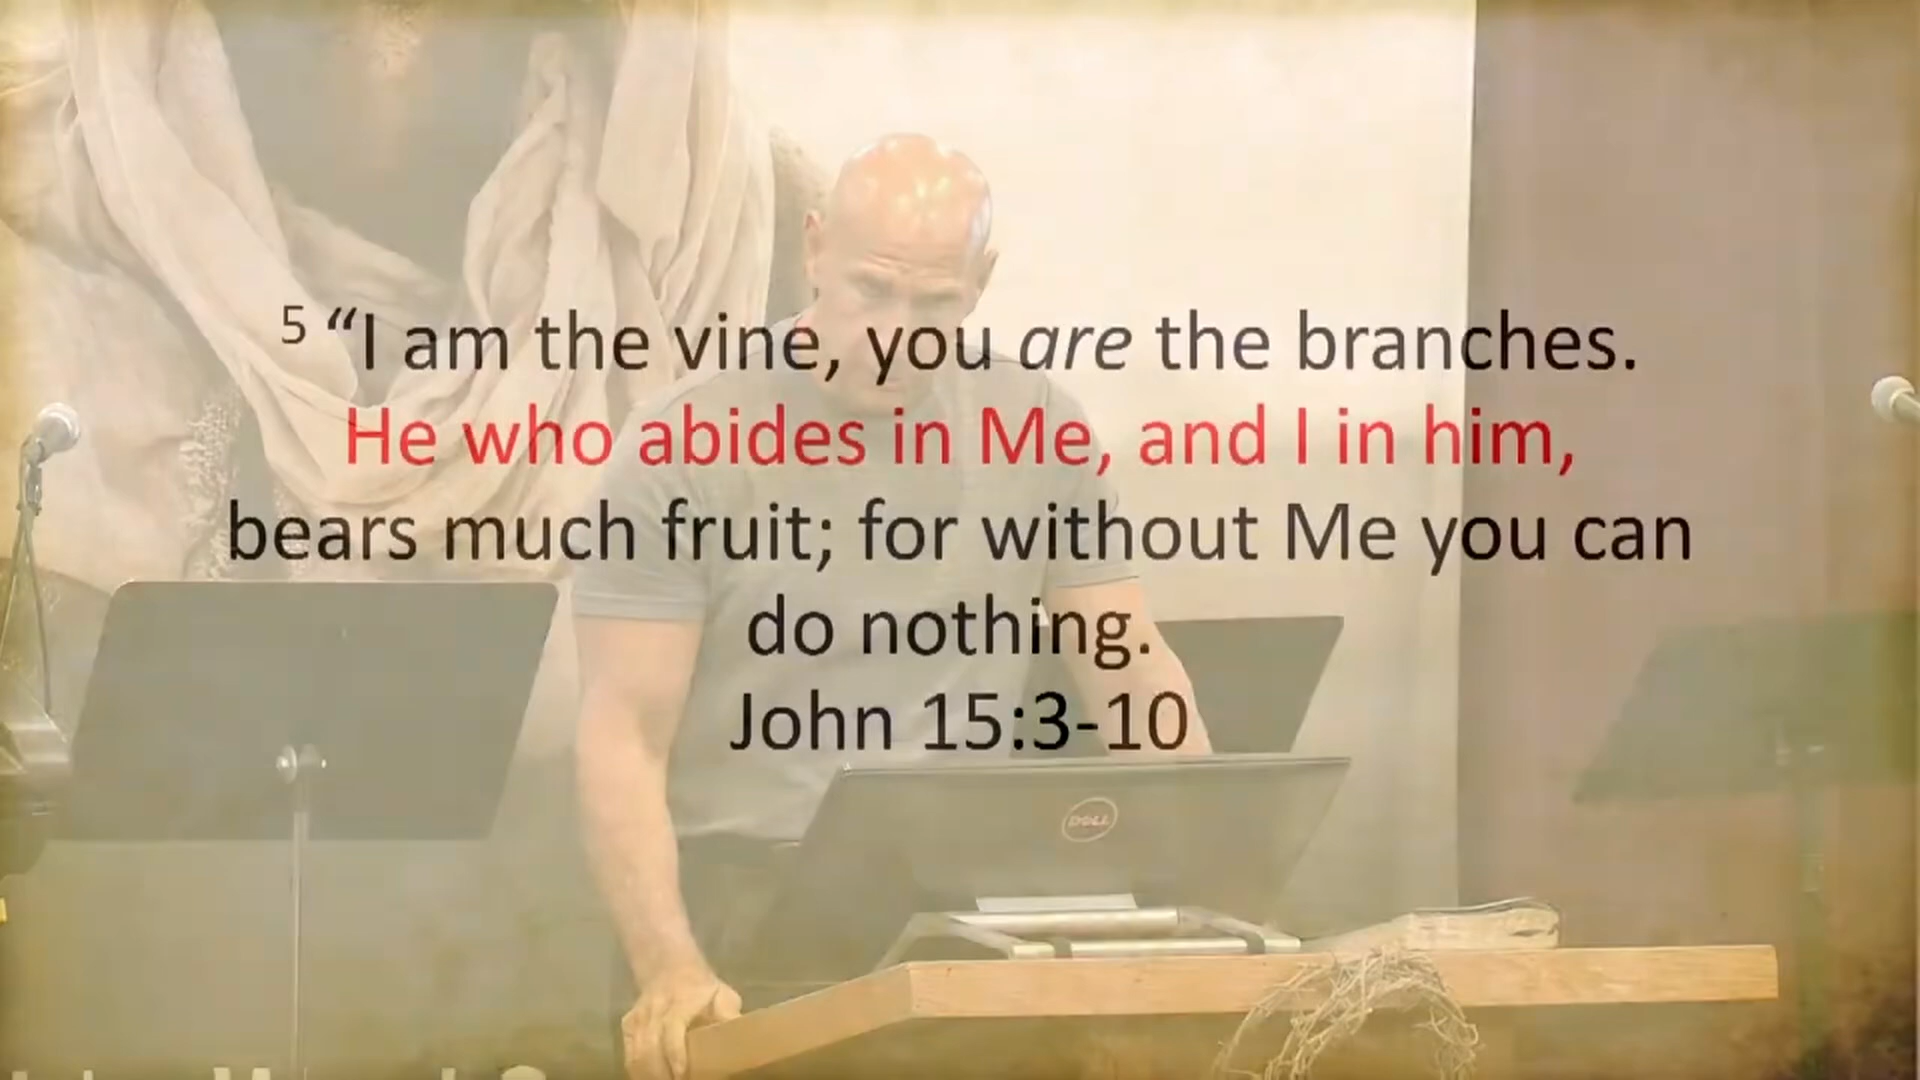 5 “I am the vine, you are the branches.
He who abides in Me, and I in him,
bears much fruit; for without Me you can
do nothing.
John 15:3-10
DELL